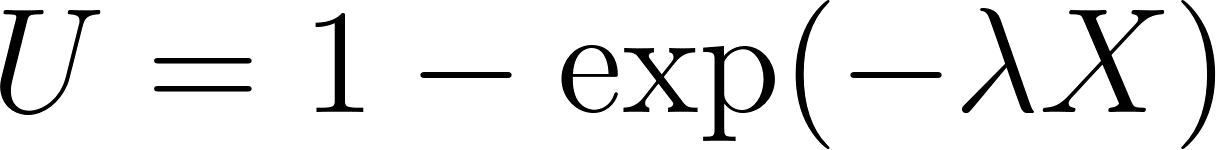 U = 1 − exp(−λX)